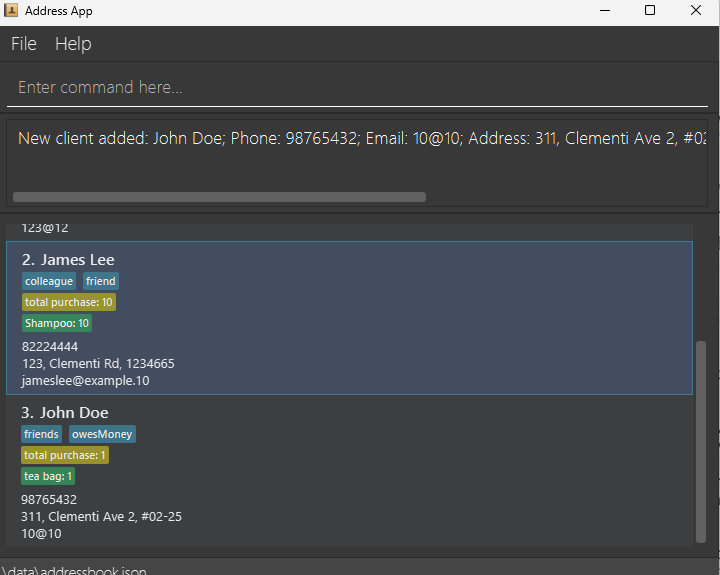 Address App
File Help
Enter command here...
New client added: John Doe; Phone: 98765432; Email: 10@10; Address: 311, Clementi Ave 2, #02
123@12
2. James Lee
colleague friend
total purchase: 10
Shampoo: 10
82224444
123, Clementi Rd, 1234665
jameslee@example.10
3. John Doe
friends owesMoney
total purchase: 1
tea bag: 1
98765432
311, Clementi Ave 2, #02-25
10@10
\data\addressbook.json